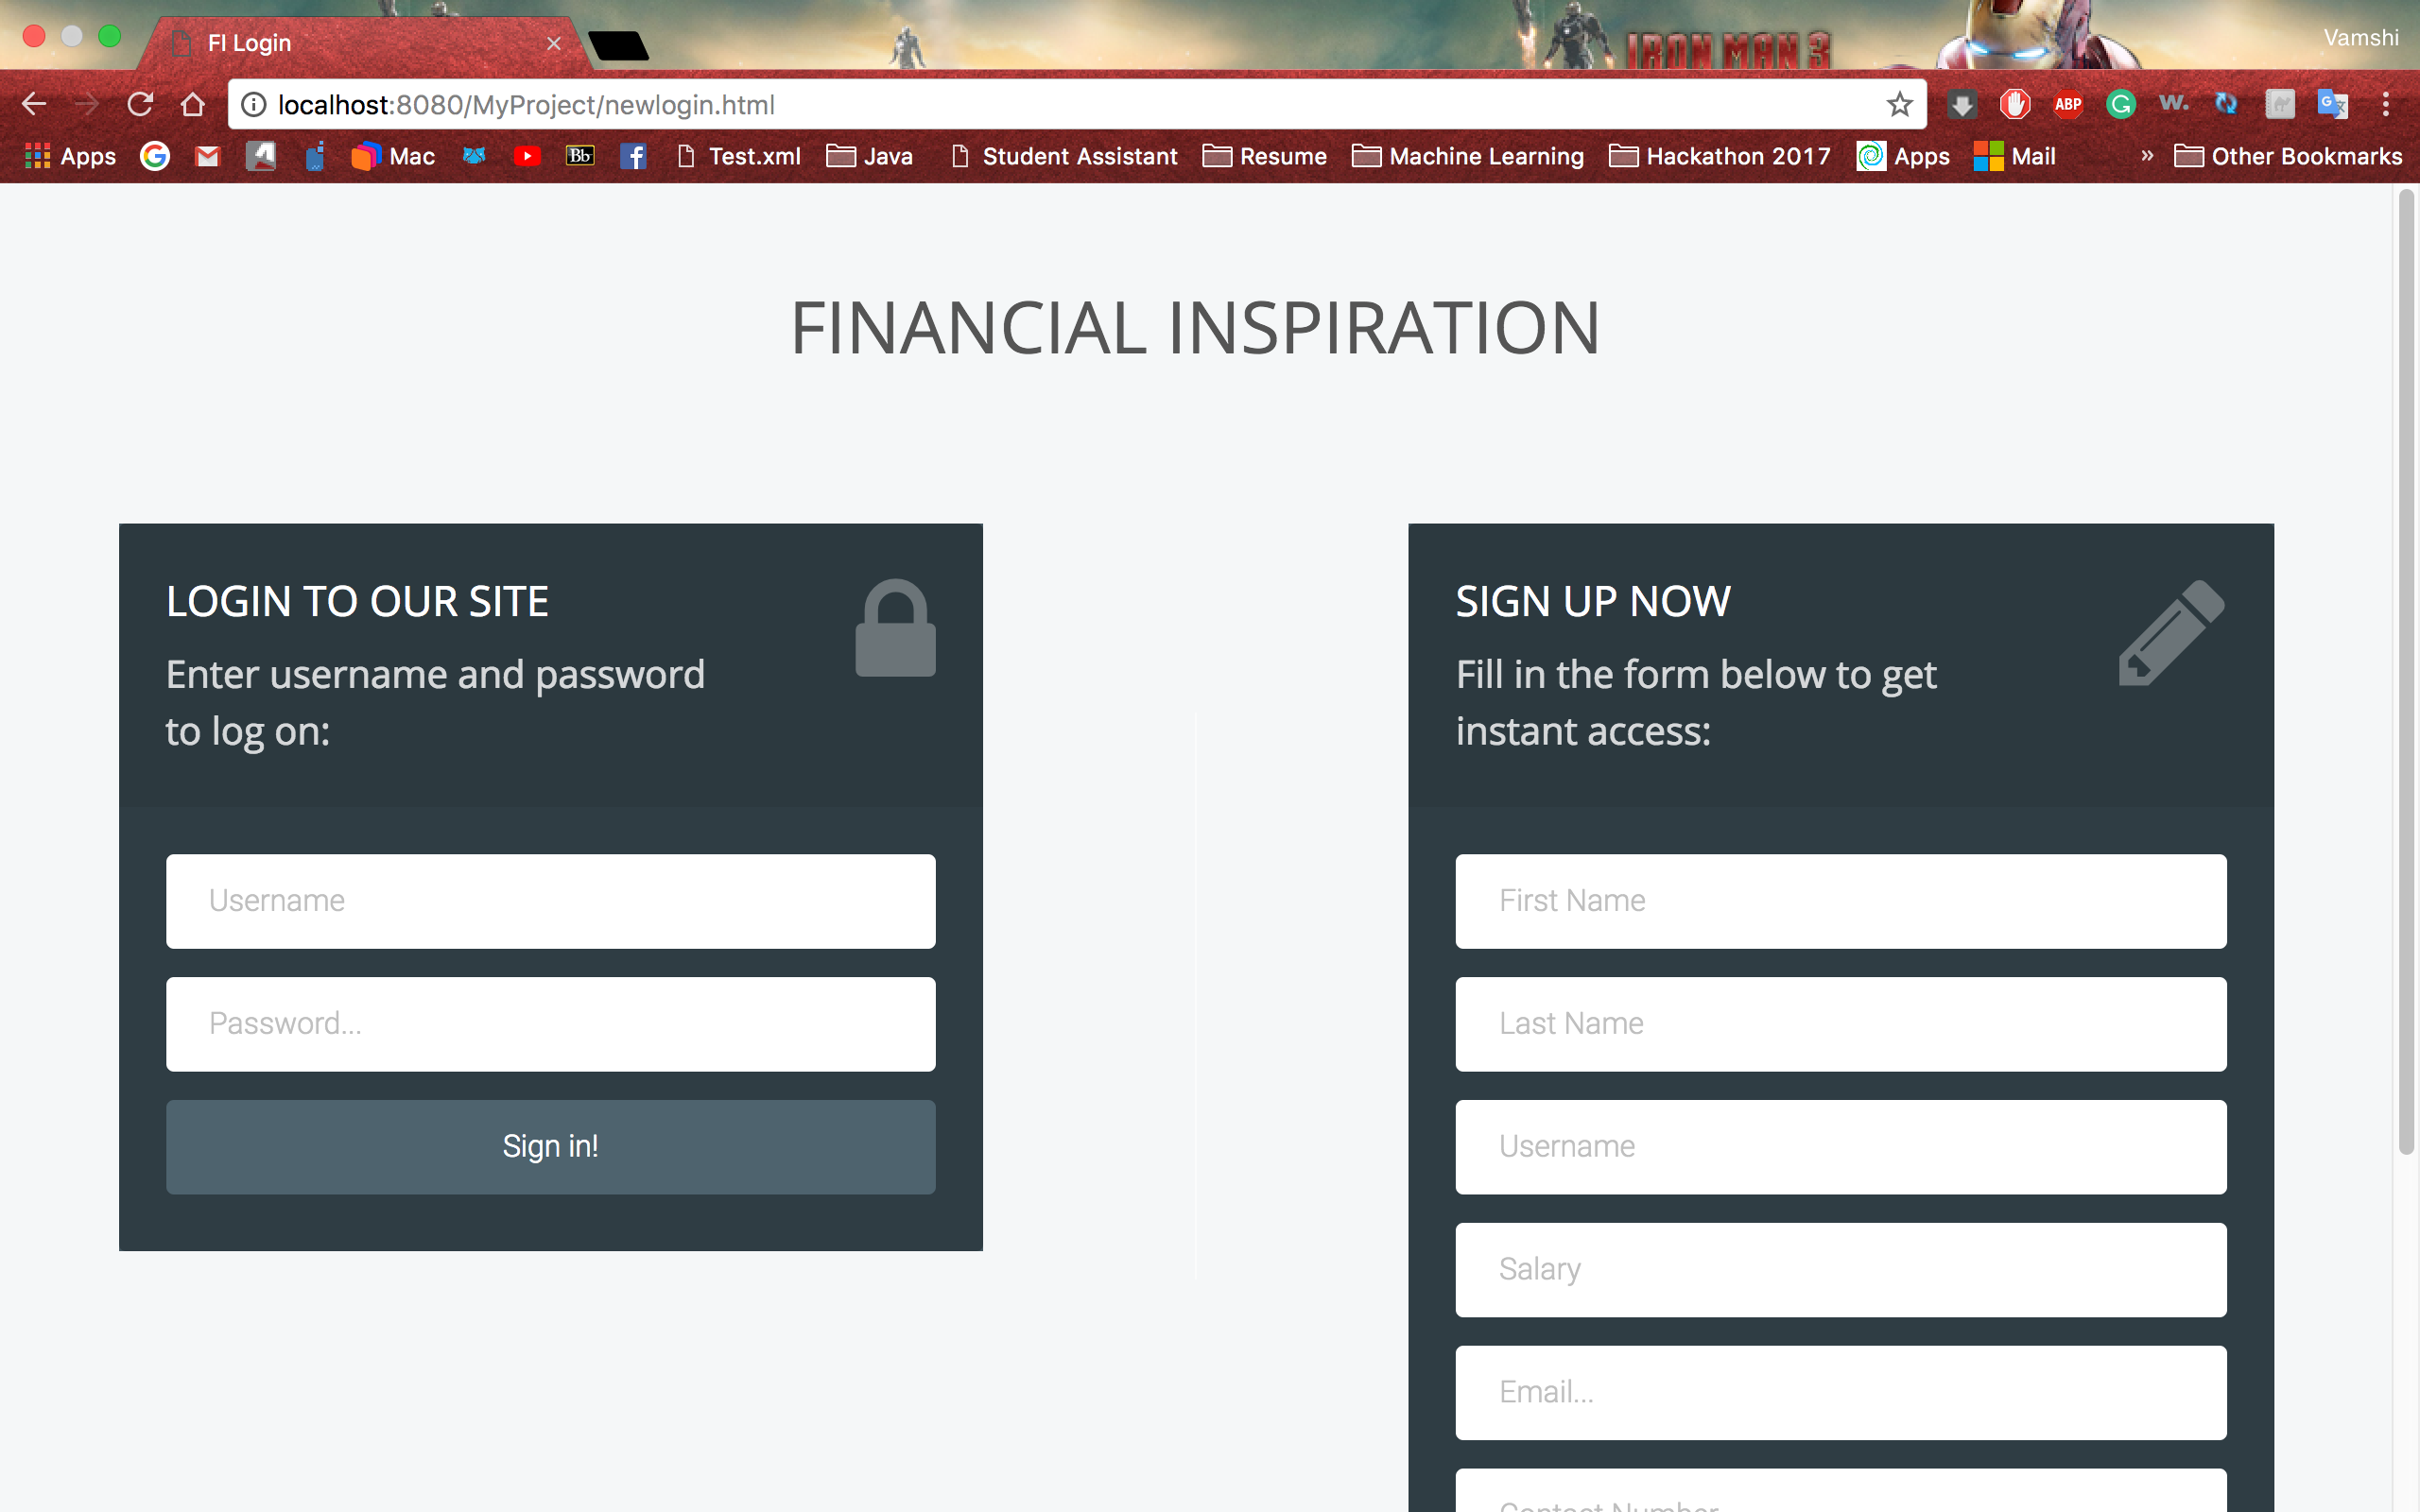 FI Login
IRON MAN 3
Vamshi
localhost:8080/MyProject/newlogin.html
ABP
G
w.
G
Apps
G
Mac
Bb
f
Test.xml
Java
Student Assistant
Resume
Machine Learning
Hackathon 2017
Apps
Mail
»
Other Bookmarks
FINANCIAL INSPIRATION
LOGIN TO OUR SITE
Enter username and password
to log on:
Username
Password...
Sign in!
SIGN UP NOW
Fill in the form below to get
instant access:
First Name
Last Name
Username
Salary
Email...
Contact Number